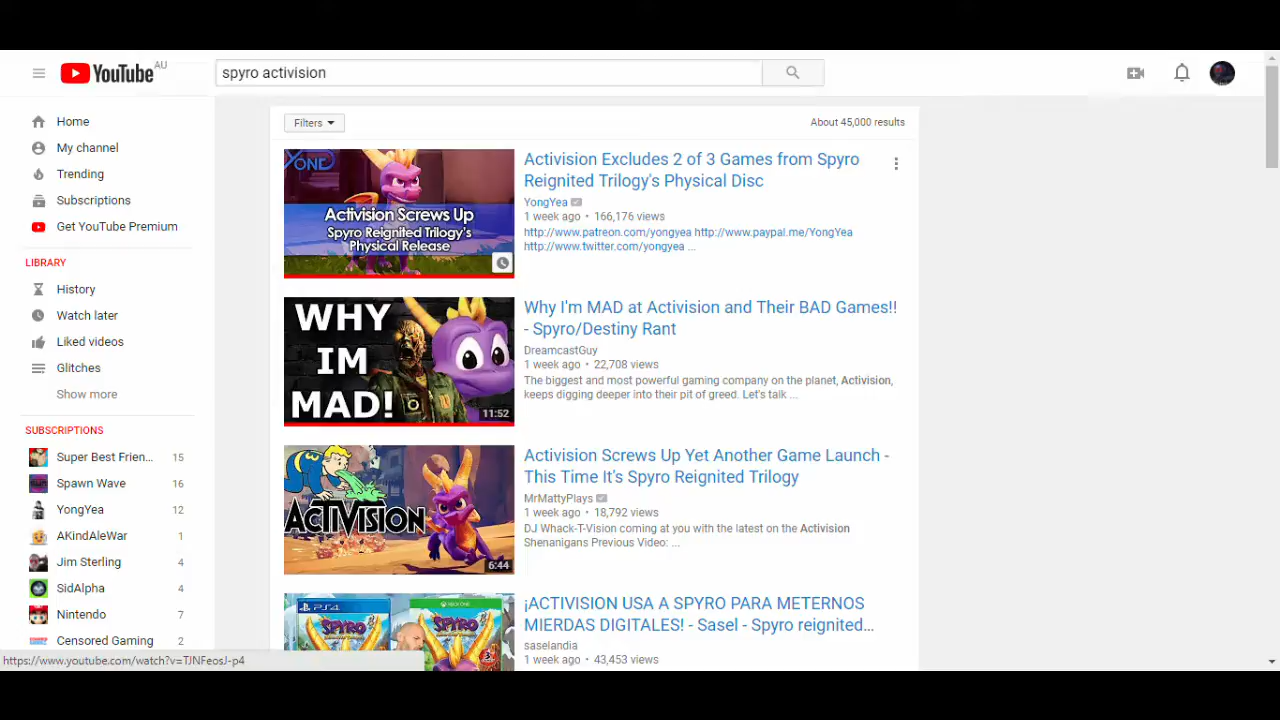 YouTube AU
spyro activision
Home
My channel
Trending
Subscriptions
Get YouTube Premium
LIBRARY
History
Watch later
Liked videos
Glitches
Show more
SUBSCRIPTIONS
Super Best Frien... 15
Spawn Wave 16
YongYea 12
AKindAleWar 1
Jim Sterling 4
SidAlpha 4
Nintendo 7
Censored Gaming 2
https://www.youtube.com/watch?v=TJNFeosJ-p4
Filters
About 45,000 results
YONG
Activision Screws Up
Spyro Reignited Trilogy's
Physical Release
Activision Excludes 2 of 3 Games from Spyro
Reignited Trilogy's Physical Disc
YongYea
1 week ago • 166,176 views
http://www.patreon.com/yongyea http://www.paypal.me/YongYea
http://www.twitter.com/yongyea ...
WHY
IM
MAD!
11:52
Why I'm MAD at Activision and Their BAD Games!!
- Spyro/Destiny Rant
DreamcastGuy
1 week ago • 22,708 views
The biggest and most powerful gaming company on the planet, Activision,
keeps digging deeper into their pit of greed. Let's talk ...
ACTIVISION
6:44
Activision Screws Up Yet Another Game Launch -
This Time It's Spyro Reignited Trilogy
MrMattyPlays
1 week ago • 18,792 views
DJ Whack-T-Vision coming at you with the latest on the Activision
Shenanigans Previous Video: ...
PS4
XBOX ONE
SPYRO
SPYRO
¡ACTIVISION USA A SPYRO PARA METERNOS
MIERDAS DIGITALES! - Sasel - Spyro reignited...
saselandia
1 week ago • 43,453 views